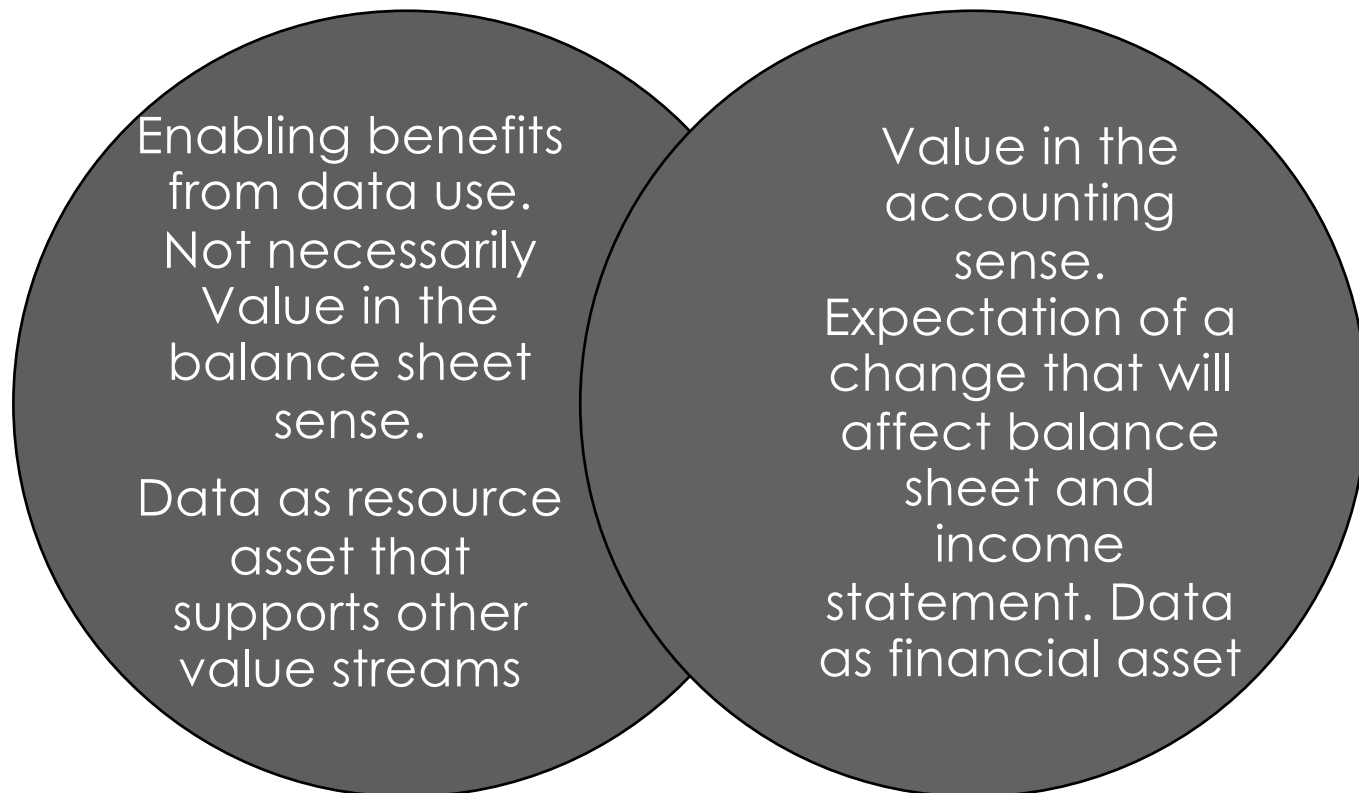 Enabling benefits
from data use.
Not necessarily
Value in the
balance sheet
sense.
Data as resource
asset that
supports other
value streams
Value in the
accounting
sense.
Expectation of a
change that will
affect balance
sheet and
income
statement. Data
as financial asset